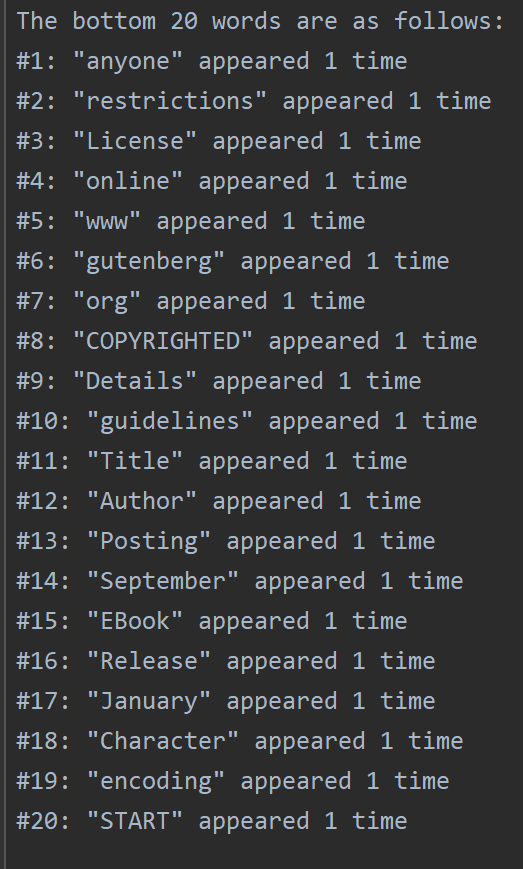 The bottom 20 words are as follows:
#1: "anyone" appeared 1 time
#2: "restrictions" appeared 1 time
#3: "License" appeared 1 time
#4: "online" appeared 1 time
#5: "www" appeared 1 time
#6: "gutenberg" appeared 1 time
#7: "org" appeared 1 time
#8: "COPYRIGHTED" appeared 1 time
#9: "Details" appeared 1 time
#10: "guidelines" appeared 1 time
#11: "Title" appeared 1 time
#12: "Author" appeared 1 time
#13: "Posting" appeared 1 time
#14: "September" appeared 1 time
#15: "EBook" appeared 1 time
#16: "Release" appeared 1 time
#17: "January" appeared 1 time
#18: "Character" appeared 1 time
#19: "encoding" appeared 1 time
#20: "START" appeared 1 time